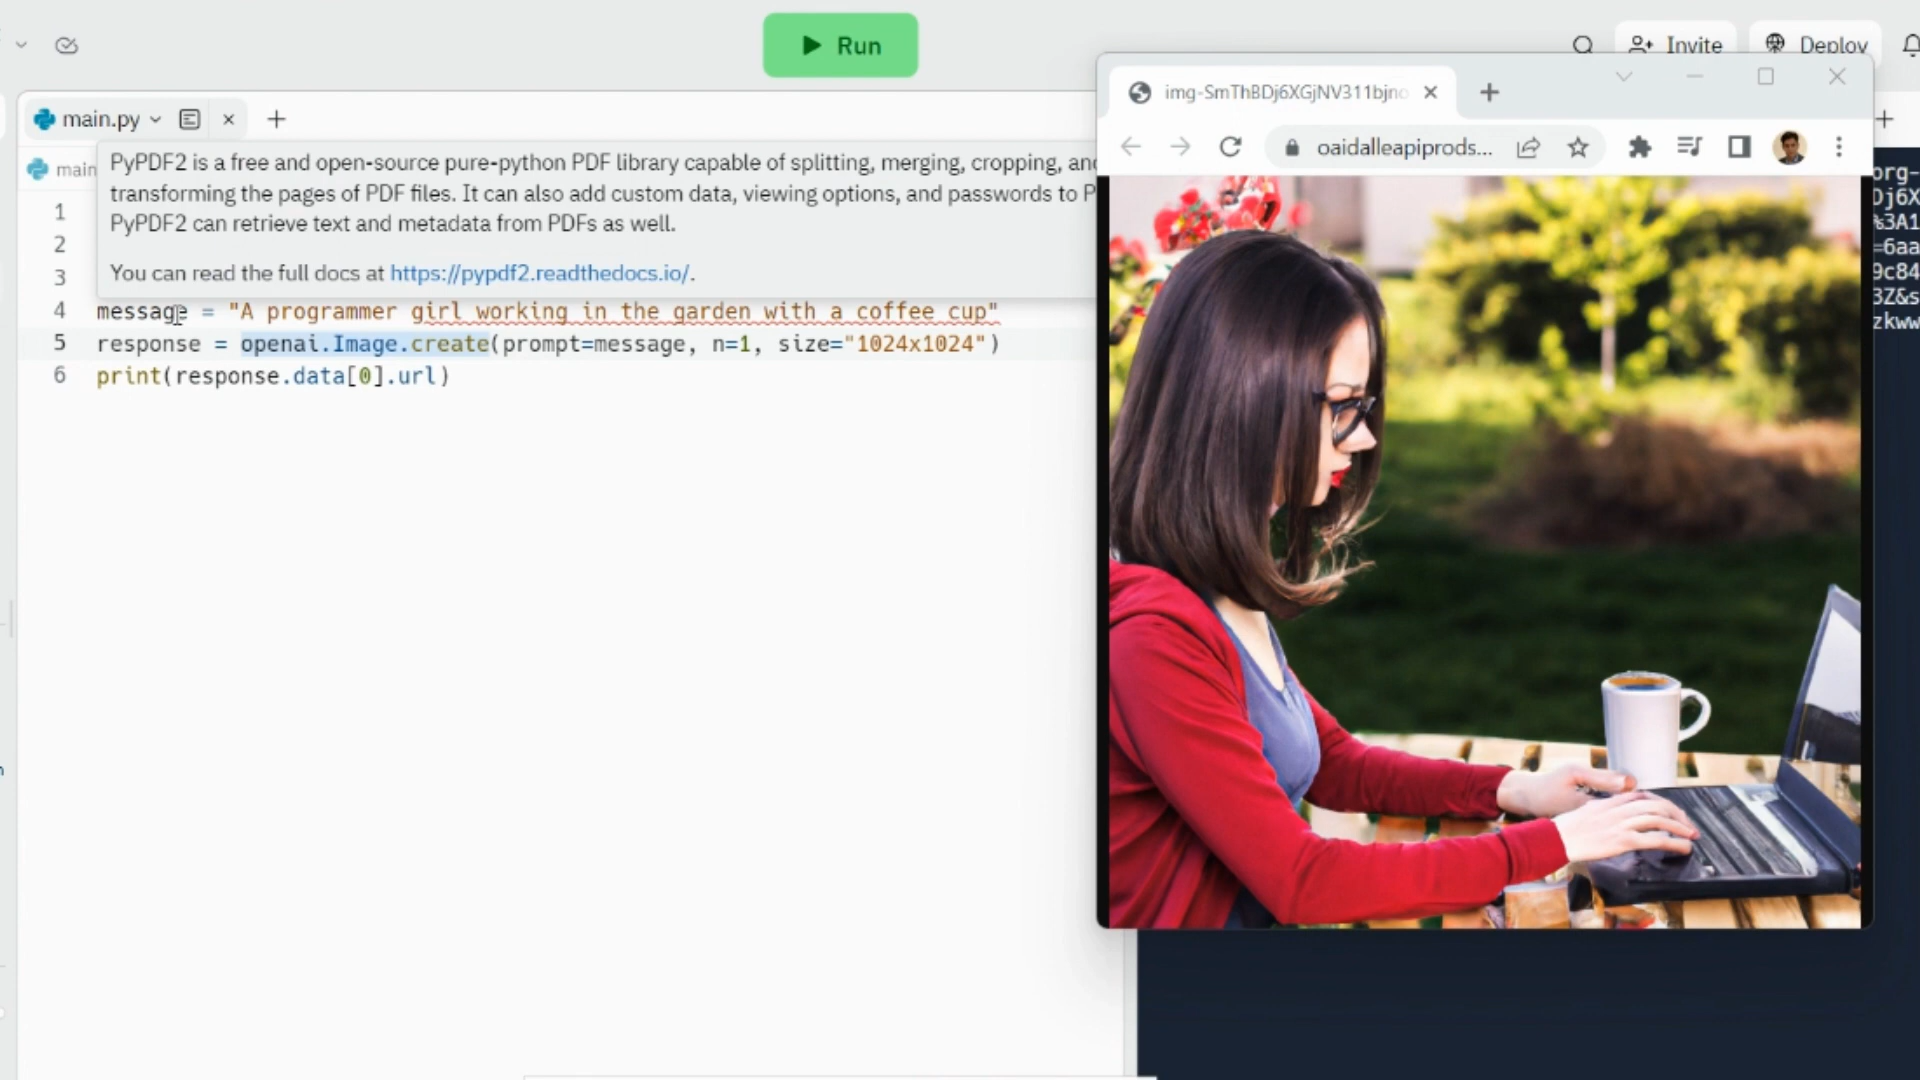 Run
Invite
Deploy
main.py
main
PyPDF2 is a free and open-source pure-python PDF library capable of splitting, merging, cropping, and
transforming the pages of PDF files. It can also add custom data, viewing options, and passwords to P
PyPDF2 can retrieve text and metadata from PDFs as well.
You can read the full docs at https://pypdf2.readthedocs.io/.
1
2
3
4 message = "A programmer girl working in the garden with a coffee cup"
5 response = openai.Image.create(prompt=message, n=1, size="1024x1024")
6 print(response.data[0].url)
img-SmThBDj6XGjNV311bjno
oaidalleapiprods...
org-
Dj6X
%3A1
=6aa
9c84
3Z&s
zkww